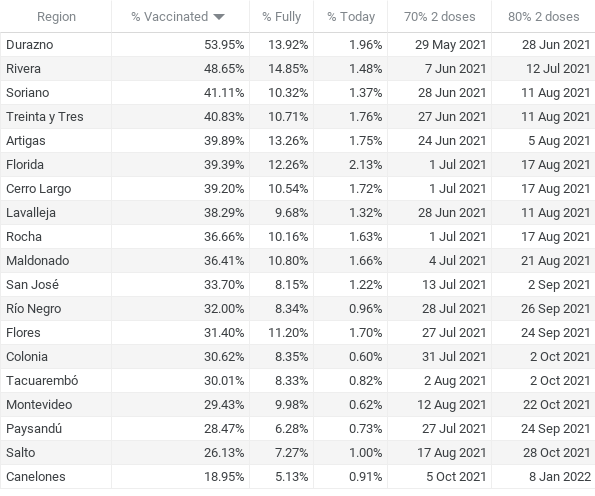 Region % Vaccinated % Fully % Today 70% 2 doses 80% 2 doses
Durazno 53.95% 13.92% 1.96% 29 May 2021 28 Jun 2021
Rivera 48.65% 14.85% 1.48% 7 Jun 2021 12 Jul 2021
Soriano 41.11% 10.32% 1.37% 28 Jun 2021 11 Aug 2021
Treinta y Tres 40.83% 10.71% 1.76% 27 Jun 2021 11 Aug 2021
Artigas 39.89% 13.26% 1.75% 24 Jun 2021 5 Aug 2021
Florida 39.39% 12.26% 2.13% 1 Jul 2021 17 Aug 2021
Cerro Largo 39.20% 10.54% 1.72% 1 Jul 2021 17 Aug 2021
Lavalleja 38.29% 9.68% 1.32% 28 Jun 2021 11 Aug 2021
Rocha 36.66% 10.16% 1.63% 1 Jul 2021 17 Aug 2021
Maldonado 36.41% 10.80% 1.66% 4 Jul 2021 21 Aug 2021
San José 33.70% 8.15% 1.22% 13 Jul 2021 2 Sep 2021
Río Negro 32.00% 8.34% 0.96% 28 Jul 2021 26 Sep 2021
Flores 31.40% 11.20% 1.70% 27 Jul 2021 24 Sep 2021
Colonia 30.62% 8.35% 0.60% 31 Jul 2021 2 Oct 2021
Tacuarembó 30.01% 8.33% 0.82% 2 Aug 2021 2 Oct 2021
Montevideo 29.43% 9.98% 0.62% 12 Aug 2021 22 Oct 2021
Paysandú 28.47% 6.28% 0.73% 27 Jul 2021 24 Sep 2021
Salto 26.13% 7.27% 1.00% 17 Aug 2021 28 Oct 2021
Canelones 18.95% 5.13% 0.91% 5 Oct 2021 8 Jan 2022